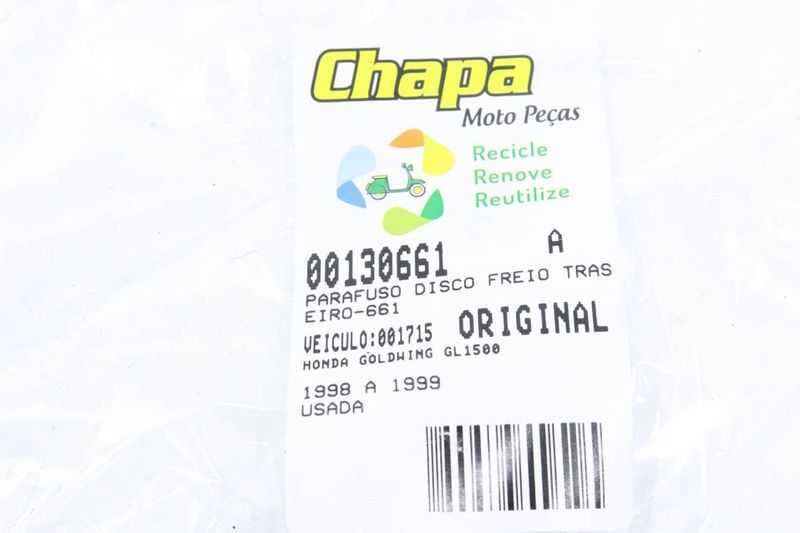 Chapa
Moto Peças
Recicle
Renove
Reutilize
00130661 A
PARAFUSO DISCO FREIO TRAS
EIRO-661
VEICULO:001715 ORIGINAL
HONDA GOLDWING GL1500
1998 A 1999
USADA